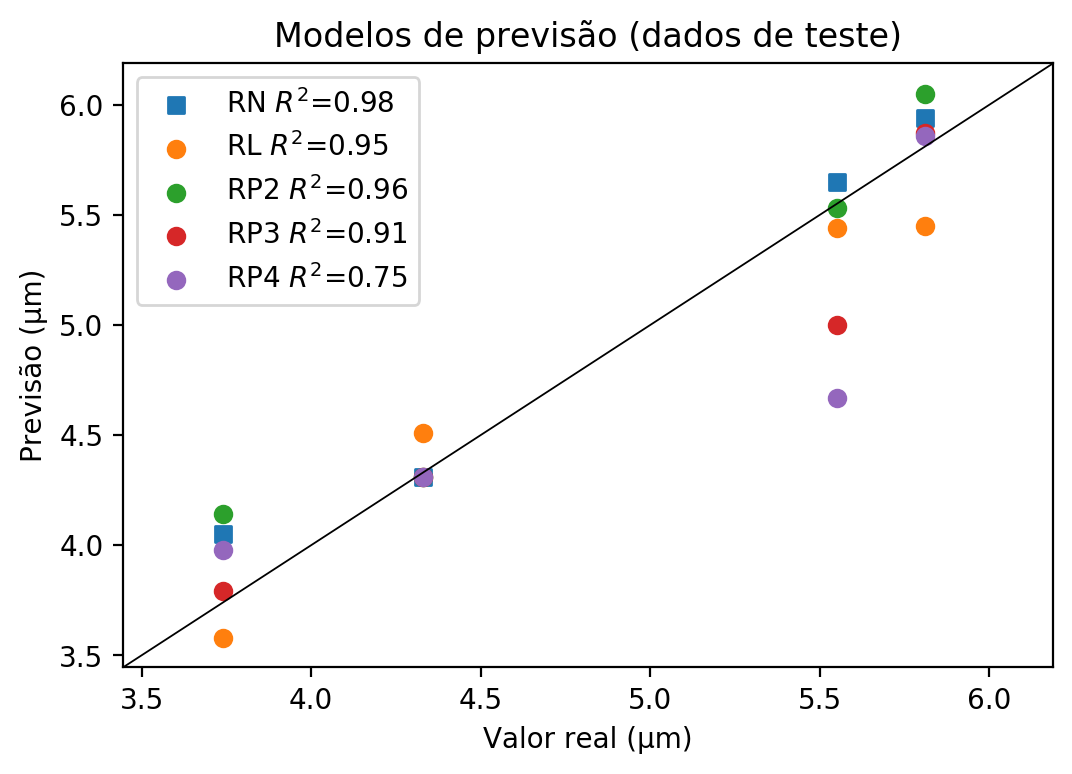 Modelos de previsão (dados de teste)
RN R²=0.98
RL R²=0.95
RP2 R²=0.96
RP3 R²=0.91
RP4 R²=0.75
Previsão (µm)
6.0
5.5
5.0
4.5
4.0
3.5
3.5 4.0 4.5 5.0 5.5 6.0
Valor real (µm)